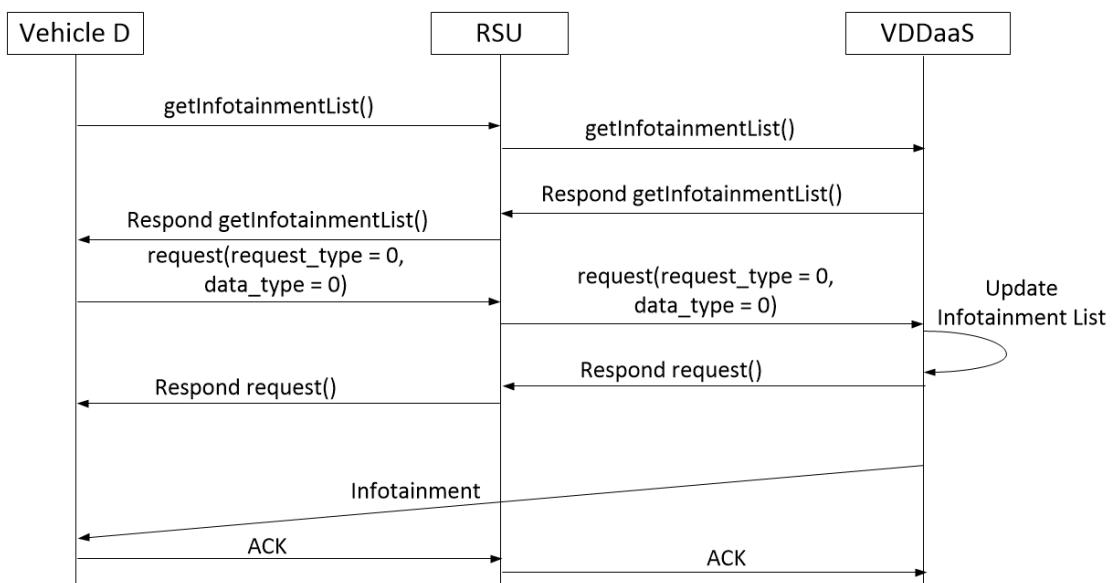 Vehicle D
RSU
VDDaaS
getInfotainmentList()
getInfotainmentList()
Respond getInfotainmentList()
Respond getInfotainmentList()
request(request_type = 0,
data_type = 0)
request(request_type = 0,
data_type = 0)
Update
Infotainment List
Respond request()
Respond request()
Infotainment
ACK
ACK